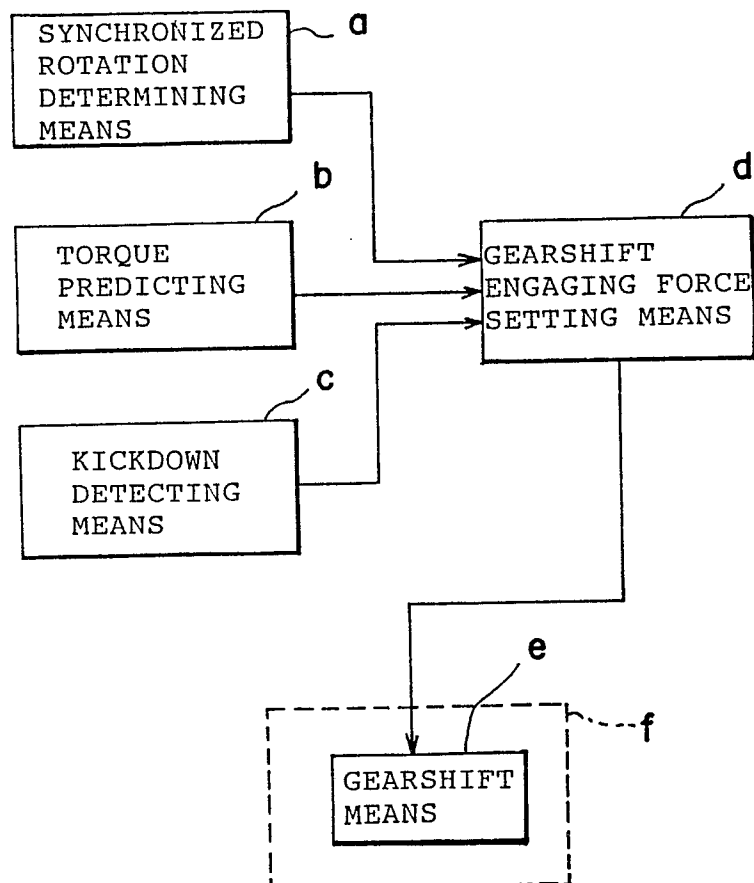 a
SYNCHRONIZED
ROTATION
DETERMINING
MEANS
b
TORQUE
PREDICTING
MEANS
c
KICKDOWN
DETECTING
MEANS
d
GEARSHIFT
ENGAGING FORCE
SETTING MEANS
e
f
GEARSHIFT
MEANS